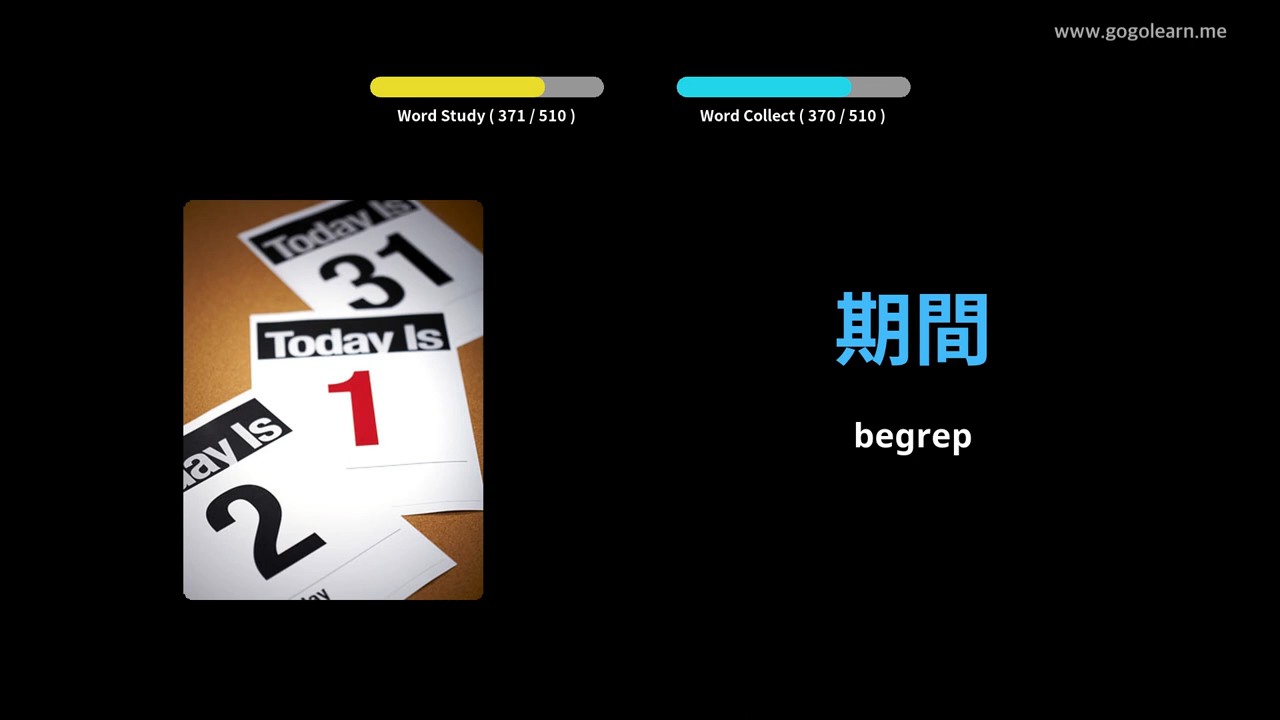 www.gogolearn.me
Word Study ( 371 / 510 )
Word Collect ( 370 / 510 )
Today Is
31
Today Is
1
ay Is
2
期間
begrep